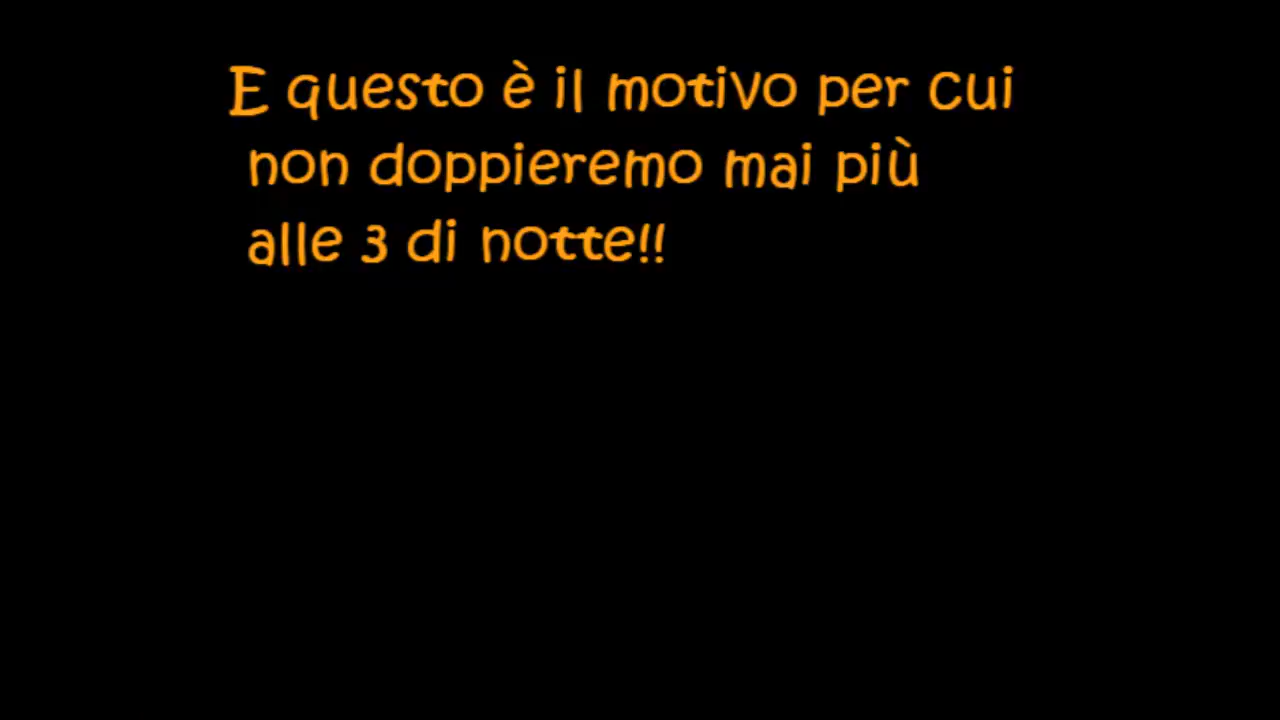 E questo è il motivo per cui
non doppieremo mai più
alle 3 di notte!!